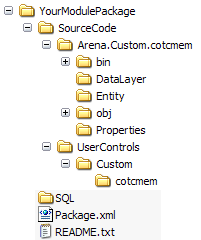 YourModulePackage
SourceCode
Arena.Custom.cotcmem
bin
DataLayer
Entity
obj
Properties
UserControls
Custom
cotcmem
SQL
Package.xml
README.txt